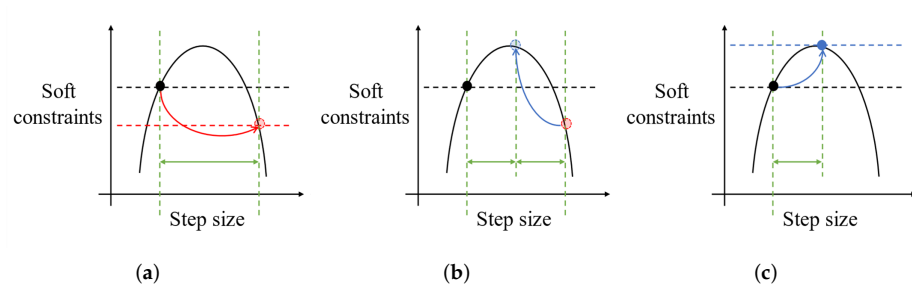 Soft
constraints
Step size
(a)
Soft
constraints
Step size
(b)
Soft
constraints
Step size
(c)